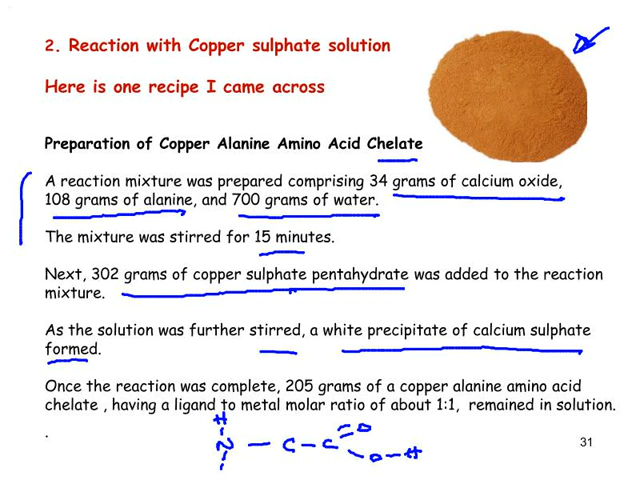 2. Reaction with Copper sulphate solution
Here is one recipe I came across
Preparation of Copper Alanine Amino Acid Chelate
A reaction mixture was prepared comprising 34 grams of calcium oxide,
108 grams of alanine, and 700 grams of water.
The mixture was stirred for 15 minutes.
Next, 302 grams of copper sulphate pentahydrate was added to the reaction
mixture.
As the solution was further stirred, a white precipitate of calcium sulphate
formed.
Once the reaction was complete, 205 grams of a copper alanine amino acid
chelate , having a ligand to metal molar ratio of about 1:1, remained in solution.
.
H
N - C - C = O
O - H
31